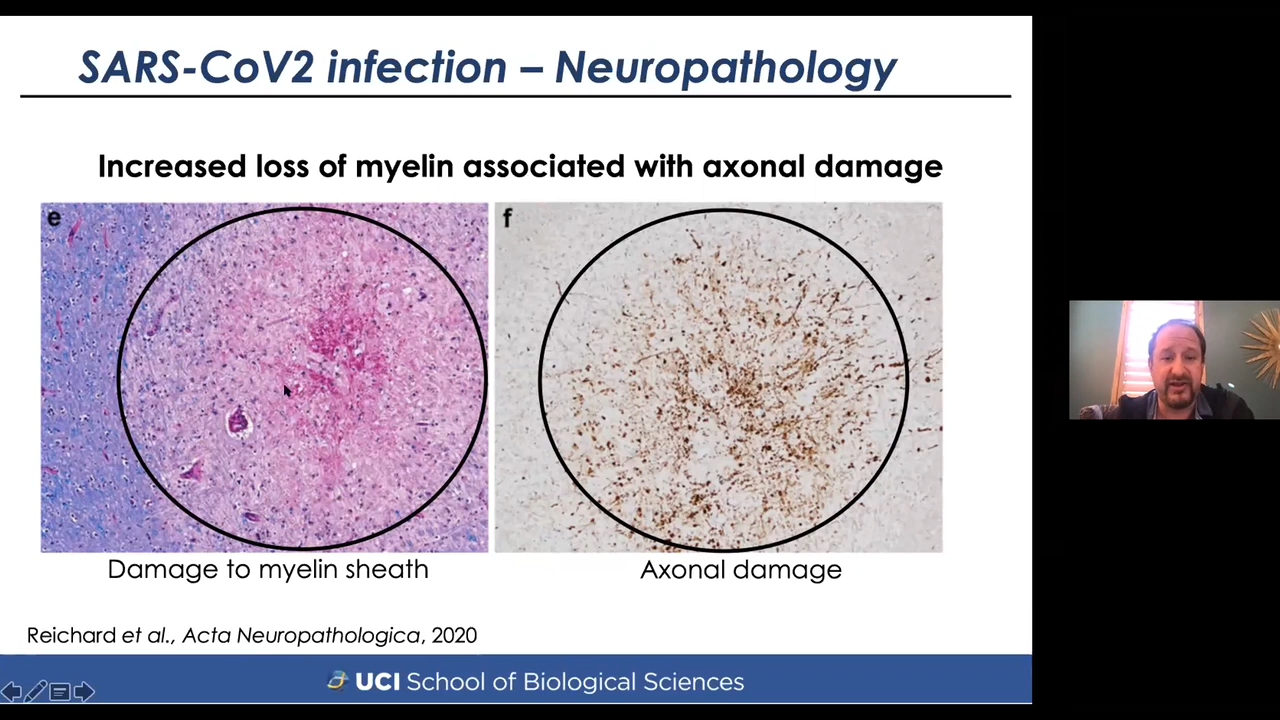 SARS-CoV2 infection – Neuropathology
Increased loss of myelin associated with axonal damage
e
f
Damage to myelin sheath
Axonal damage
Reichard et al., Acta Neuropathologica, 2020
UCI School of Biological Sciences